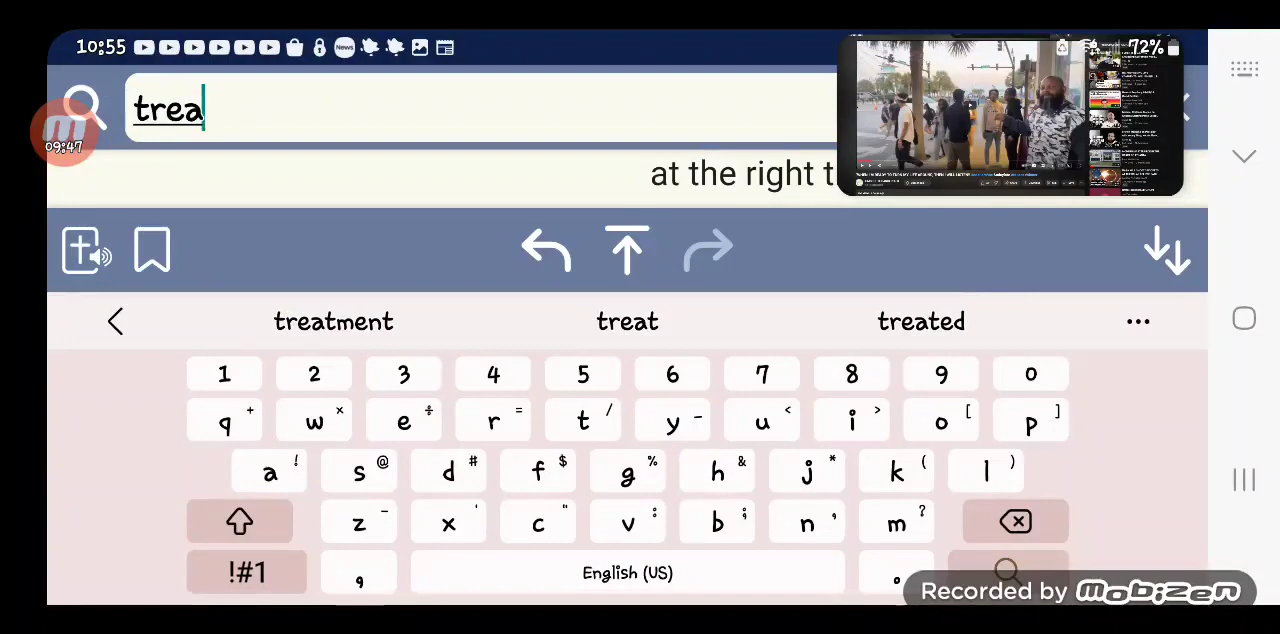 10:55 News 72%
trea
09:47
at the right t
treatment treat treated •••
1 2 3 4 5 6 7 8 9 0
q + w × e ÷ r = t / y - u < i > o [ p ]
a ! s @ d # f $ g % h & j * k ( l )
z - x ' c " v : b ; n , m ?
!#1 , English (US) .
Recorded by mobizen